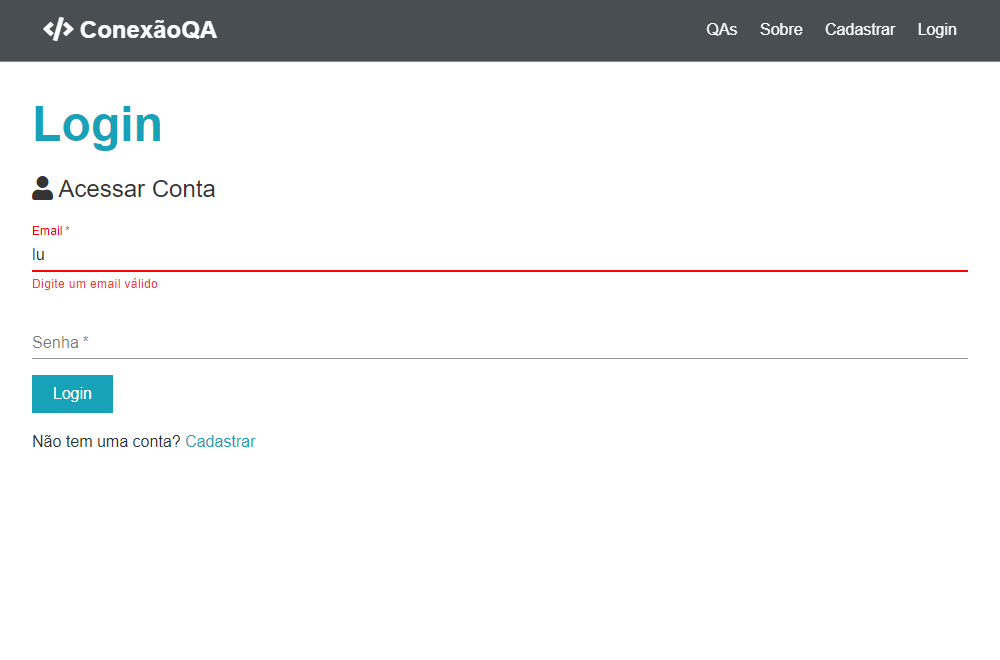 </> ConexãoQA
QAs Sobre Cadastrar Login
Login
Acessar Conta
Email *
lu
Digite um email válido
Senha *
Login
Não tem uma conta? Cadastrar